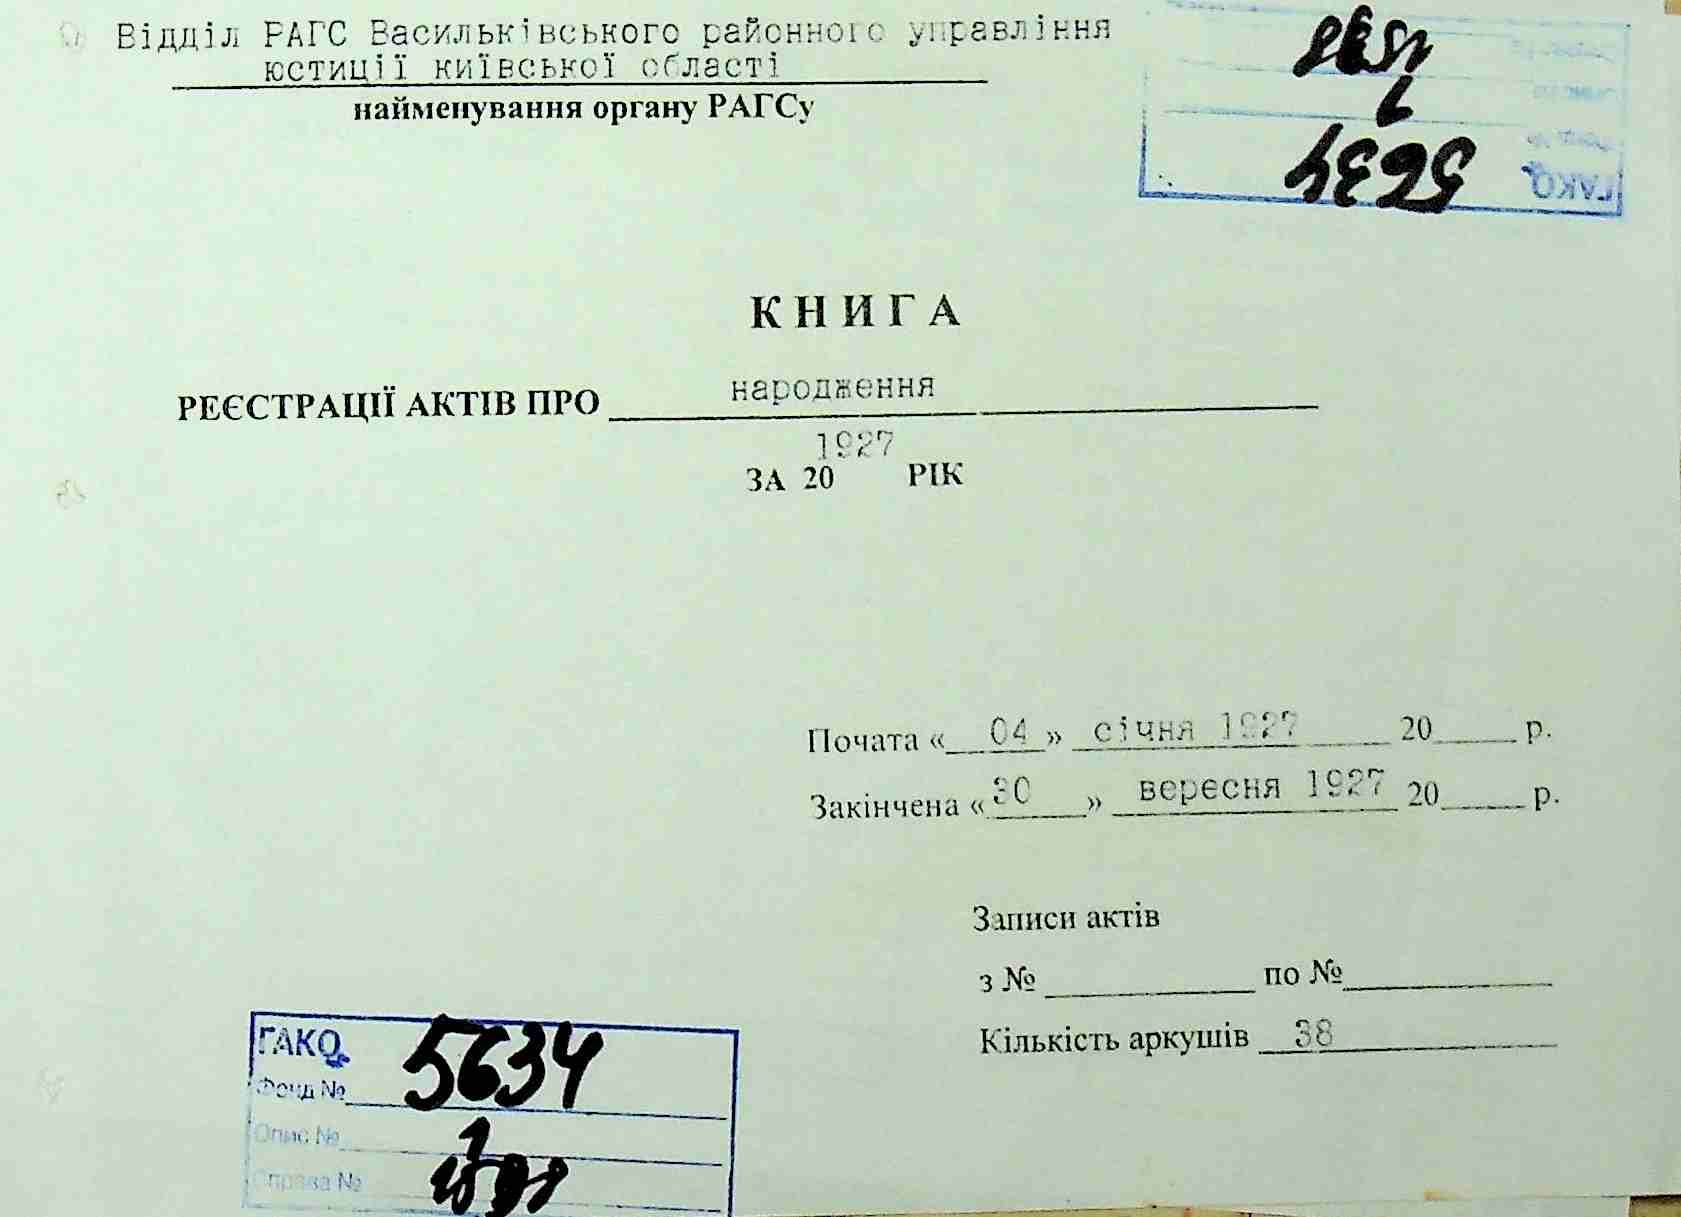 Відділ РАГС Васильківського районного управління
юстиції київської області
найменування органу РАГСу
5634
1
КНИГА
РЕЄСТРАЦІЇ АКТІВ ПРО народження
1927
ЗА 20 РІК
Почата «04» січня 1927 20 р.
Закінчена «30» вересня 1927 20 р.
Записи актів
з № по №
Кількість аркушів 38
ГАКО
Фонд № 5634
Опис № 1
Справа №